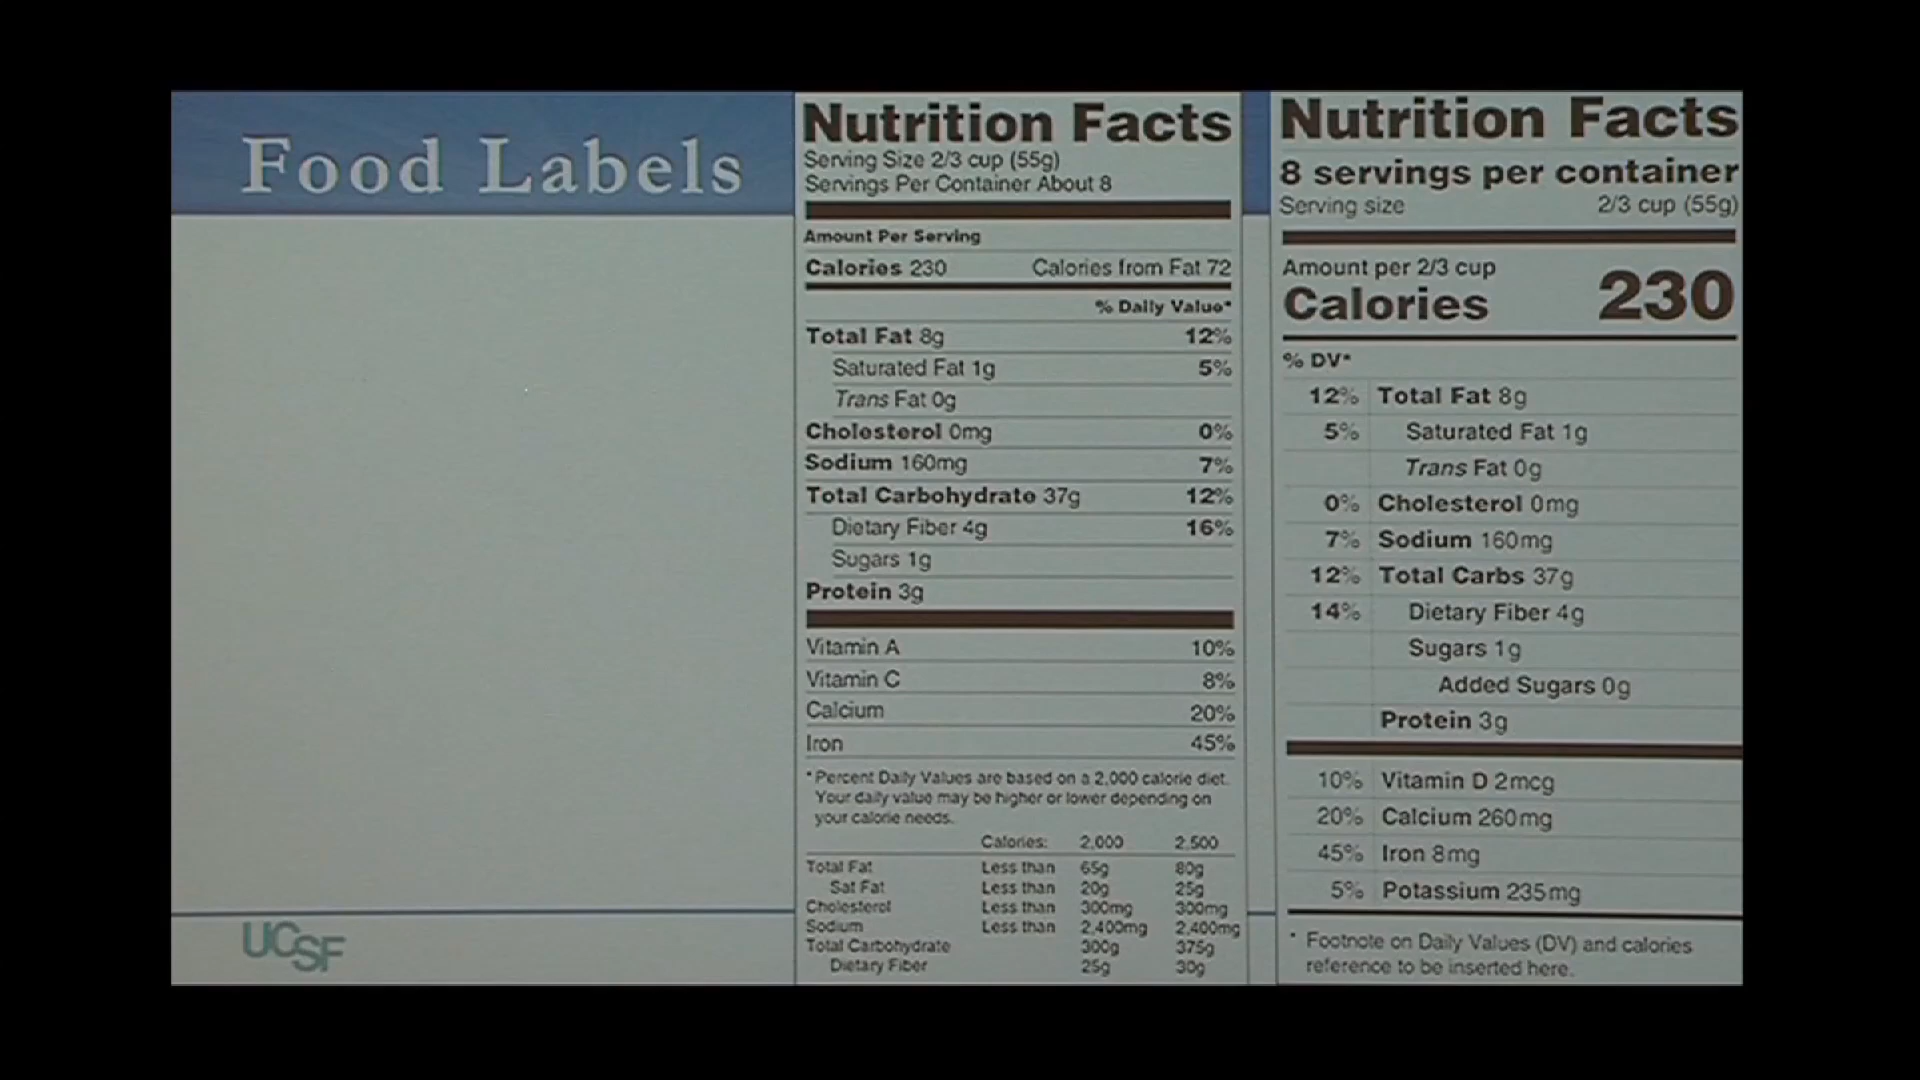 Food Labels
Nutrition Facts
Serving Size 2/3 cup (55g)
Servings Per Container About 8
Amount Per Serving
Calories 230 Calories from Fat 72
% Daily Value*
Total Fat 8g 12%
Saturated Fat 1g 5%
Trans Fat 0g
Cholesterol 0mg 0%
Sodium 160mg 7%
Total Carbohydrate 37g 12%
Dietary Fiber 4g 16%
Sugars 1g
Protein 3g
Vitamin A 10%
Vitamin C 8%
Calcium 20%
Iron 45%
* Percent Daily Values are based on a 2,000 calorie diet.
Your daily value may be higher or lower depending on
your calorie needs.
Calories: 2,000 2,500
Total Fat Less than 65g 80g
Sat Fat Less than 20g 25g
Cholesterol Less than 300mg 300mg
Sodium Less than 2,400mg 2,400mg
Total Carbohydrate 300g 375g
Dietary Fiber 25g 30g
Nutrition Facts
8 servings per container
Serving size 2/3 cup (55g)
Amount per 2/3 cup
Calories 230
% DV*
12% Total Fat 8g
5% Saturated Fat 1g
Trans Fat 0g
0% Cholesterol 0mg
7% Sodium 160mg
12% Total Carbs 37g
14% Dietary Fiber 4g
Sugars 1g
Added Sugars 0g
Protein 3g
10% Vitamin D 2mcg
20% Calcium 260mg
45% Iron 8mg
5% Potassium 235mg
* Footnote on Daily Values (DV) and calories
reference to be inserted here.
UCSF